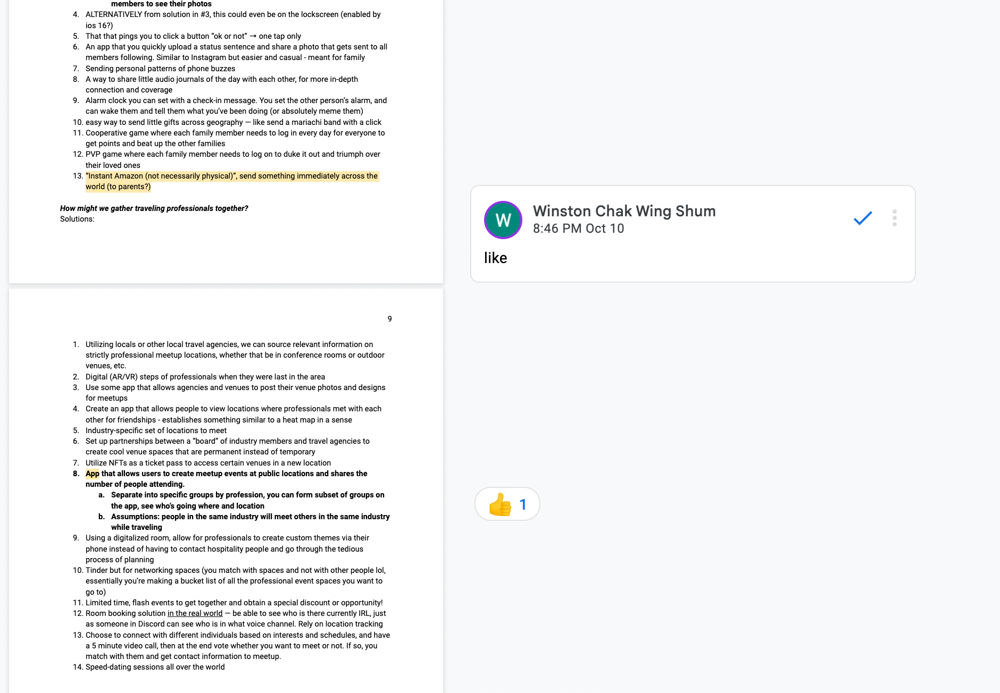 members to see their photos
4. ALTERNATIVELY from solution in #3, this could even be on the lockscreen (enabled by
ios 16?)
5. That that pings you to click a button “ok or not” → one tap only
6. An app that you quickly upload a status sentence and share a photo that gets sent to all
members following. Similar to Instagram but easier and casual - meant for family
7. Sending personal patterns of phone buzzes
8. A way to share little audio journals of the day with each other, for more in-depth
connection and coverage
9. Alarm clock you can set with a check-in message. You set the other person’s alarm, and
can wake them and tell them what you’ve been doing (or absolutely meme them)
10. easy way to send little gifts across geography — like send a mariachi band with a click
11. Cooperative game where each family member needs to log in every day for everyone to
get points and beat up the other families
12. PVP game where each family member needs to log on to duke it out and triumph over
their loved ones
13. “Instant Amazon (not necessarily physical)”, send something immediately across the
world (to parents?)
How might we gather traveling professionals together?
Solutions:
W
Winston Chak Wing Shum
8:46 PM Oct 10
like
9
1. Utilizing locals or other local travel agencies, we can source relevant information on
strictly professional meetup locations, whether that be in conference rooms or outdoor
venues, etc.
2. Digital (AR/VR) steps of professionals when they were last in the area
3. Use some app that allows agencies and venues to post their venue photos and designs
for meetups
4. Create an app that allows people to view locations where professionals met with each
other for friendships - establishes something similar to a heat map in a sense
5. Industry-specific set of locations to meet
6. Set up partnerships between a “board” of industry members and travel agencies to
create cool venue spaces that are permanent instead of temporary
7. Utilize NFTs as a ticket pass to access certain venues in a new location
8. App that allows users to create meetup events at public locations and shares the
number of people attending.
a. Separate into specific groups by profession, you can form subset of groups on
the app, see who’s going where and location
b. Assumptions: people in the same industry will meet others in the same industry
while traveling
👍 1
9. Using a digitalized room, allow for professionals to create custom themes via their
phone instead of having to contact hospitality people and go through the tedious
process of planning
10. Tinder but for networking spaces (you match with spaces and not with other people lol,
essentially you’re making a bucket list of all the professional event spaces you want to
go to)
11. Limited time, flash events to get together and obtain a special discount or opportunity!
12. Room booking solution in the real world — be able to see who is there currently IRL, just
as someone in Discord can see who is in what voice channel. Rely on location tracking
13. Choose to connect with different individuals based on interests and schedules, and have
a 5 minute video call, then at the end vote whether you want to meet or not. If so, you
match with them and get contact information to meetup.
14. Speed-dating sessions all over the world